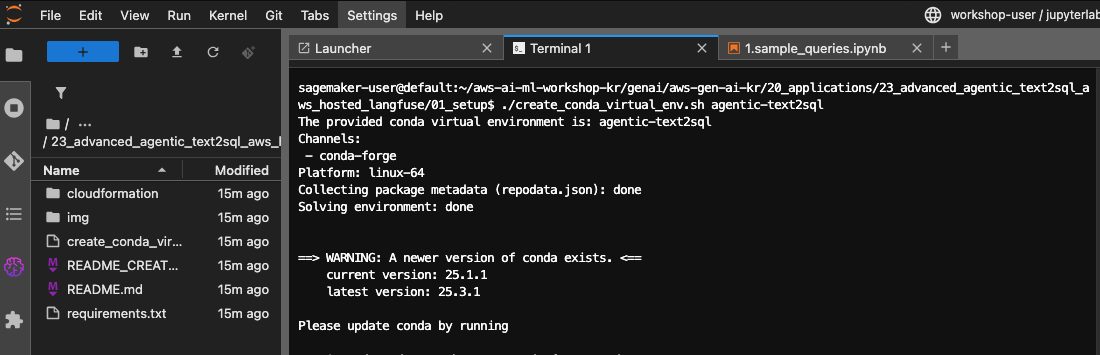 File Edit View Run Kernel Git Tabs Settings Help workshop-user / jupyterlab
Launcher
Terminal 1
1.sample_queries.ipynb
/ ...
/ 23_advanced_agentic_text2sql_aws_
Name Modified
cloudformation 15m ago
img 15m ago
create_conda_vir... 15m ago
README_CREAT... 15m ago
README.md 15m ago
requirements.txt 15m ago
sagemaker-user@default:~/aws-ai-ml-workshop-kr/genai/aws-gen-ai-kr/20_applications/23_advanced_agentic_text2sql_a
ws_hosted_langfuse/01_setup$ ./create_conda_virtual_env.sh agentic-text2sql
The provided conda virtual environment is: agentic-text2sql
Channels:
- conda-forge
Platform: linux-64
Collecting package metadata (repodata.json): done
Solving environment: done
==> WARNING: A newer version of conda exists. <==
current version: 25.1.1
latest version: 25.3.1
Please update conda by running